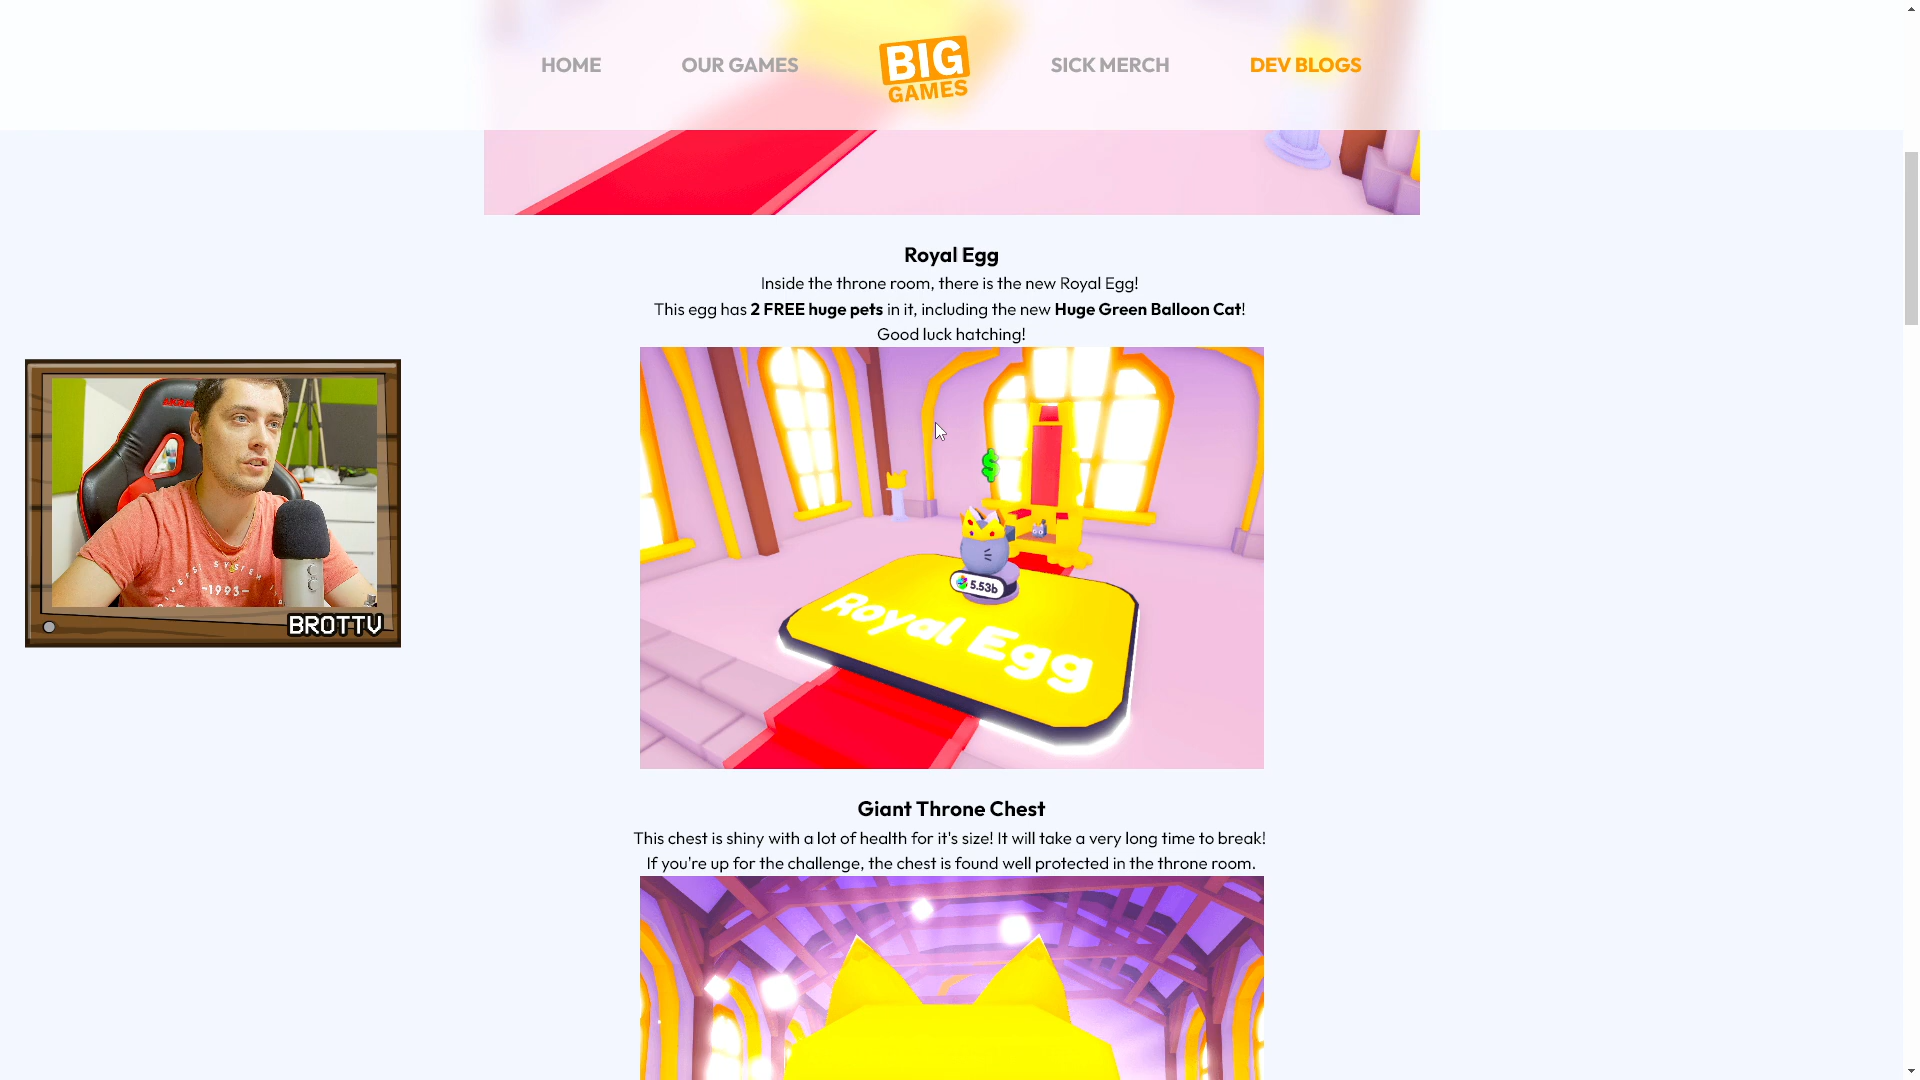 HOME
OUR GAMES
BIG
GAMES
SICK MERCH
DEV BLOGS
Royal Egg
Inside the throne room, there is the new Royal Egg!
This egg has 2 FREE huge pets in it, including the new Huge Green Balloon Cat!
Good luck hatching!
$
5.53b
Royal Egg
-1993-
BROTTV
Giant Throne Chest
This chest is shiny with a lot of health for it's size! It will take a very long time to break!
If you're up for the challenge, the chest is found well protected in the throne room.